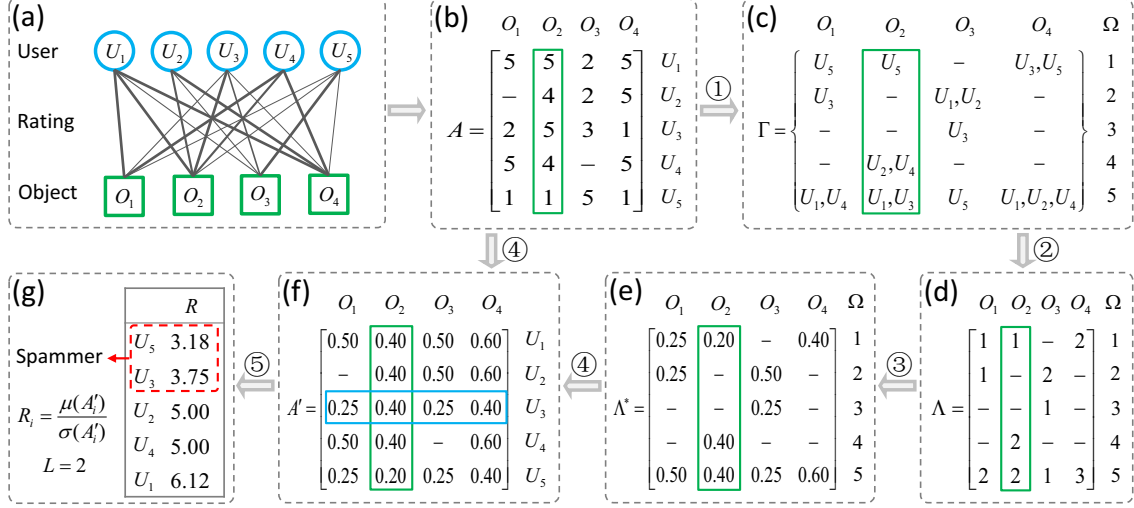 (a)
User
U1 U2 U3 U4 U5
Rating
Object
O1 O2 O3 O4
(b)
O1 O2 O3 O4
5 5 2 5 U1
– 4 2 5 U2
A = 2 5 3 1 U3
5 4 – 5 U4
1 1 5 1 U5
①
(c)
O1 O2 O3 O4 Ω
U5 U5 – U3,U5 1
U3 – U1,U2 – 2
Γ = – – U3 – 3
– U2,U4 – 4
U1,U4 U1,U3 U5 U1,U2,U4 5
④
②
(g)
R
U5 3.18
Spammer
U3 3.75
U2 5.00
U4 5.00
U1 6.12
Ri = μ(A′i) / σ(A′i)
L = 2
⑤
(f)
O1 O2 O3 O4
0.50 0.40 0.50 0.60 U1
– 0.40 0.50 0.60 U2
A′ = 0.25 0.40 0.25 0.40 U3
0.50 0.40 – 0.60 U4
0.25 0.20 0.25 0.40 U5
④
(e)
O1 O2 O3 O4 Ω
0.25 0.20 – 0.40 1
0.25 – 0.50 – 2
Λ* = – – 0.25 – 3
– 0.40 – 4
0.50 0.40 0.25 0.60 5
③
(d)
O1 O2 O3 O4 Ω
1 1 – 2 1
1 – 2 – 2
Λ = – – 1 – 3
– 2 – 4
2 2 1 3 5